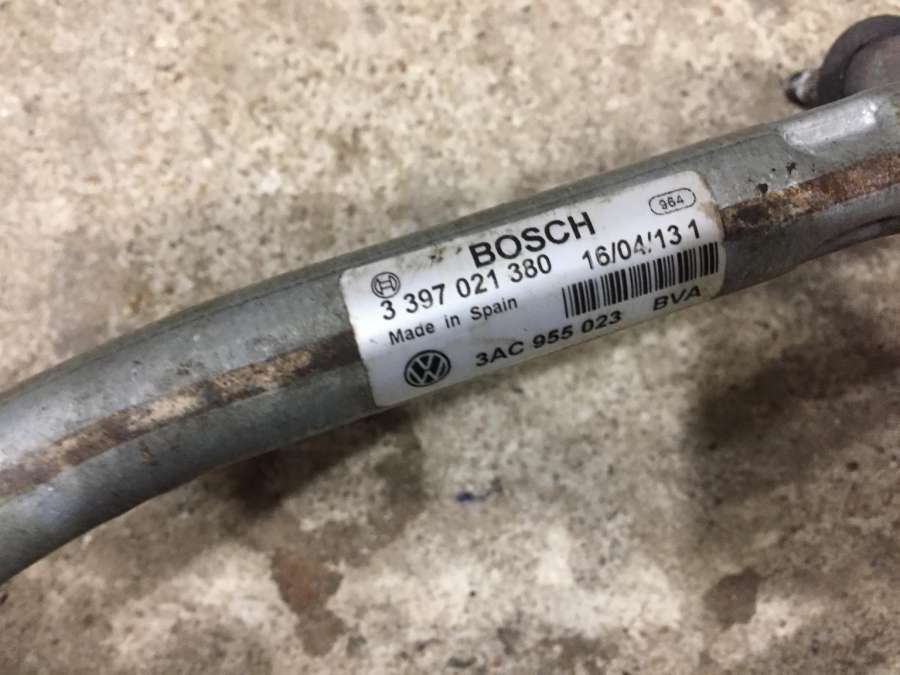 BOSCH 964
3 397 021 380 16/04/13 1
Made in Spain
3AC 955 023 BVA